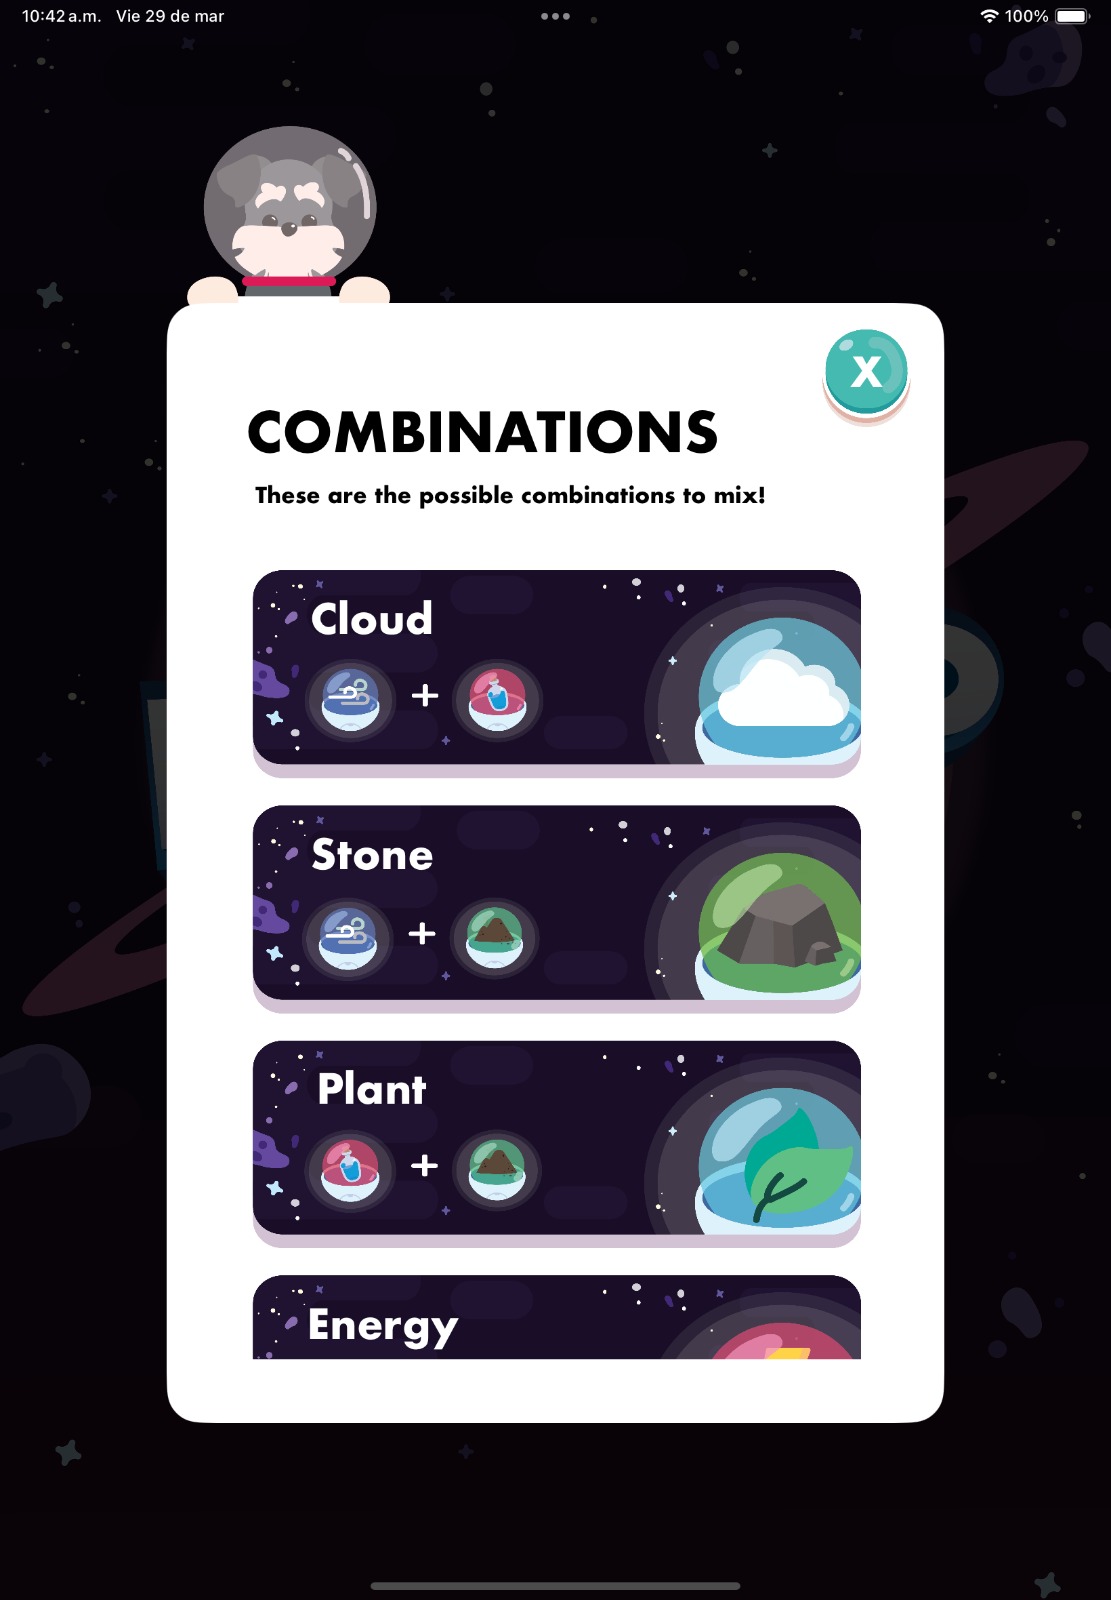 10:42 a.m. Vie 29 de mar
100%
X
COMBINATIONS
These are the possible combinations to mix!
Cloud
+
Stone
+
Plant
+
Energy